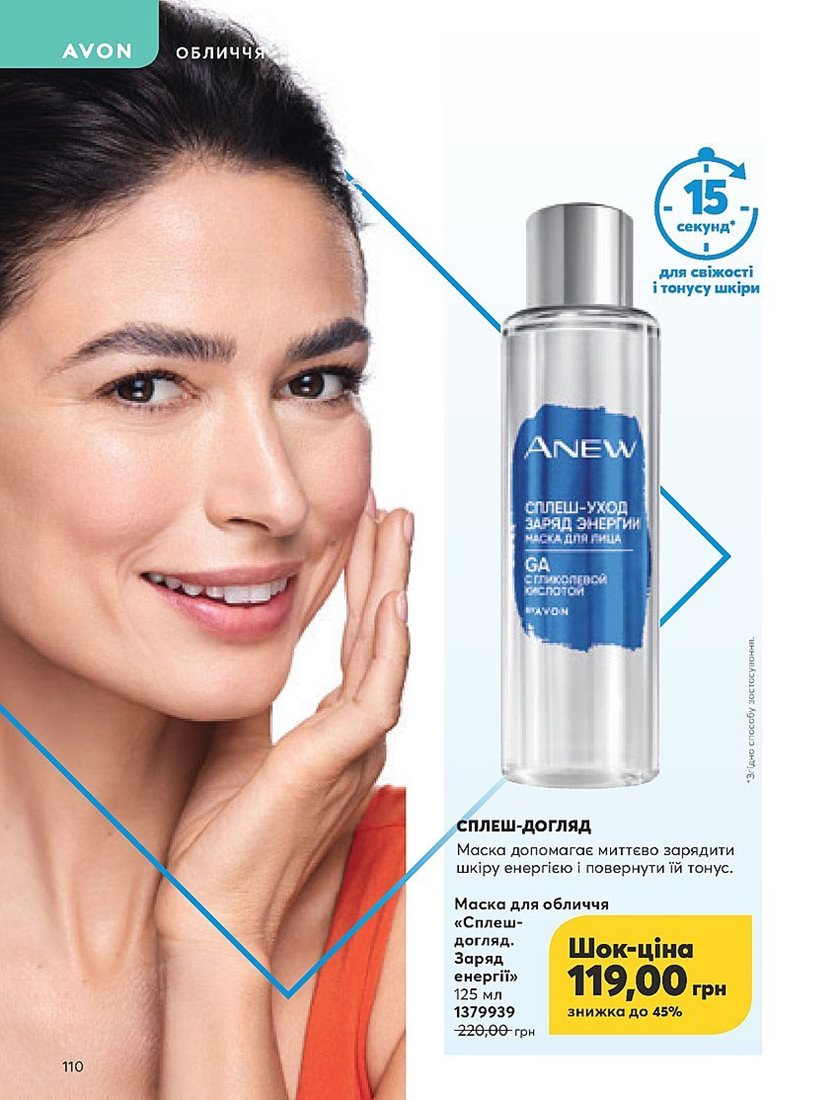 AVON
ОБЛИЧЧЯ
15
секунд*
для свіжості
і тонусу шкіри
ANEW
СПЛЕШ-УХОД
ЗАРЯД ЭНЕРГИИ
МАСКА ДЛЯ ЛИЦА
GA
С ГЛИКОЛЕВОЙ
КИСЛОТОЙ
BY AVON
*Згідно способу застосування.
СПЛЕШ-ДОГЛЯД
Маска допомагає миттєво зарядити
шкіру енергією і повернути їй тонус.
Маска для обличчя
«Сплеш-
догляд.
Заряд
енергії»
125 мл
1379939
220,00 грн
Шок-ціна
119,00 грн
знижка до 45%
110